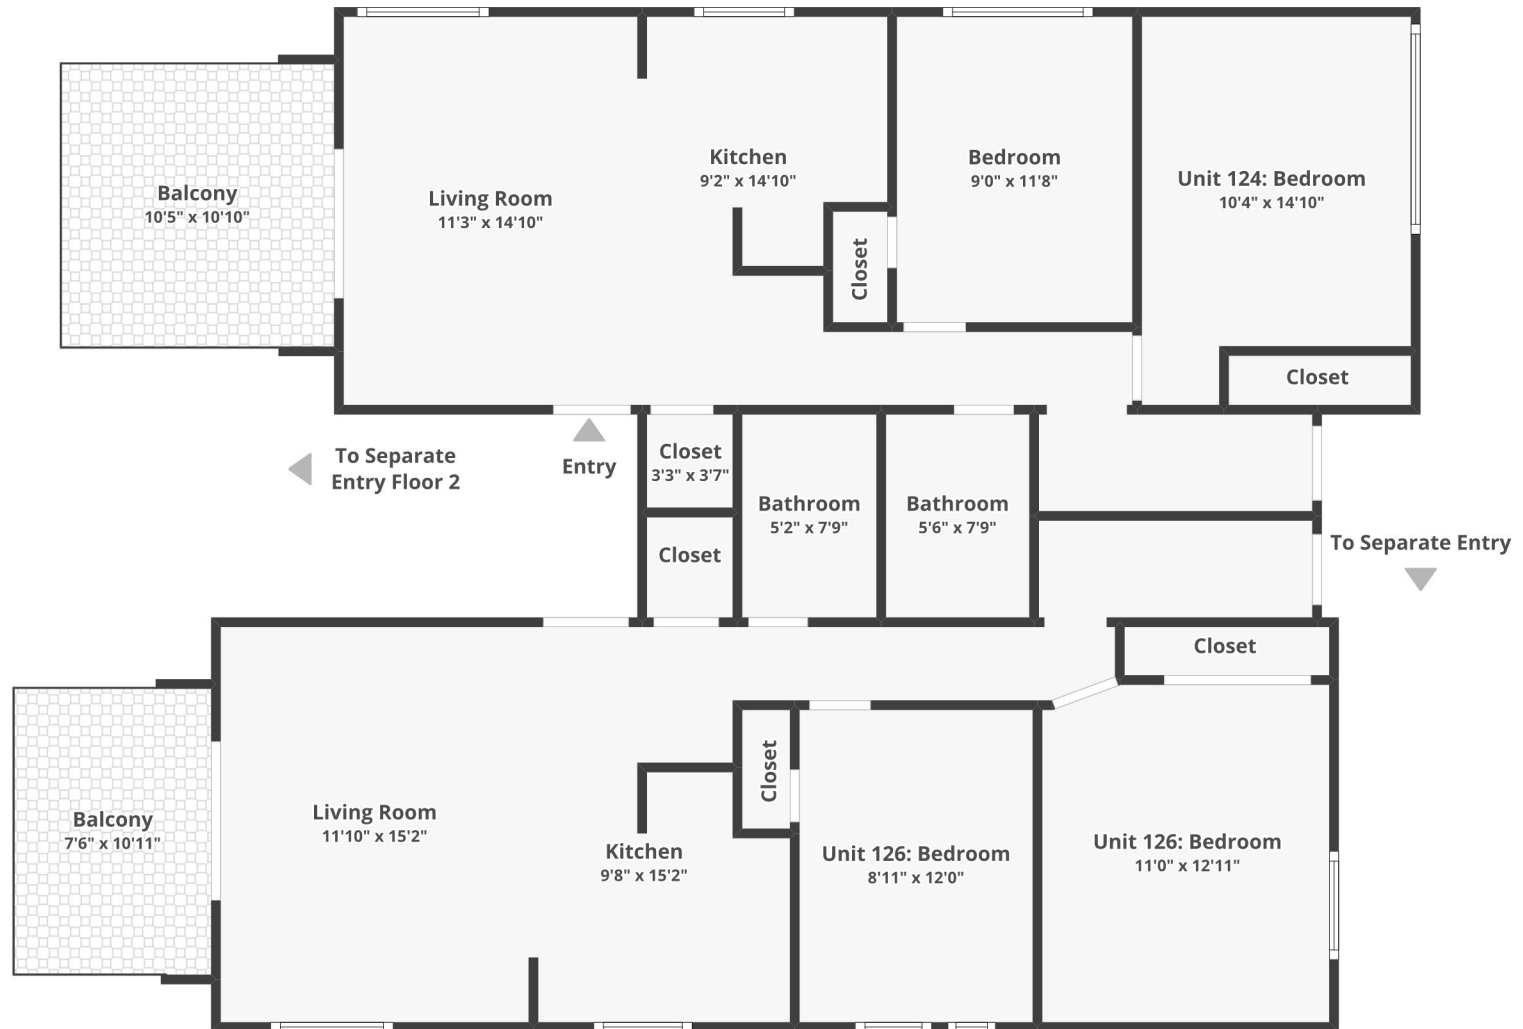 Balcony
10'5" x 10'10"
Living Room
11'3" x 14'10"
Kitchen
9'2" x 14'10"
Closet
Bedroom
9'0" x 11'8"
Unit 124: Bedroom
10'4" x 14'10"
Closet
To Separate
Entry Floor 2
Entry
Closet
3'3" x 3'7"
Closet
Bathroom
5'2" x 7'9"
Bathroom
5'6" x 7'9"
To Separate Entry
Closet
Balcony
7'6" x 10'11"
Living Room
11'10" x 15'2"
Kitchen
9'8" x 15'2"
Closet
Unit 126: Bedroom
8'11" x 12'0"
Unit 126: Bedroom
11'0" x 12'11"